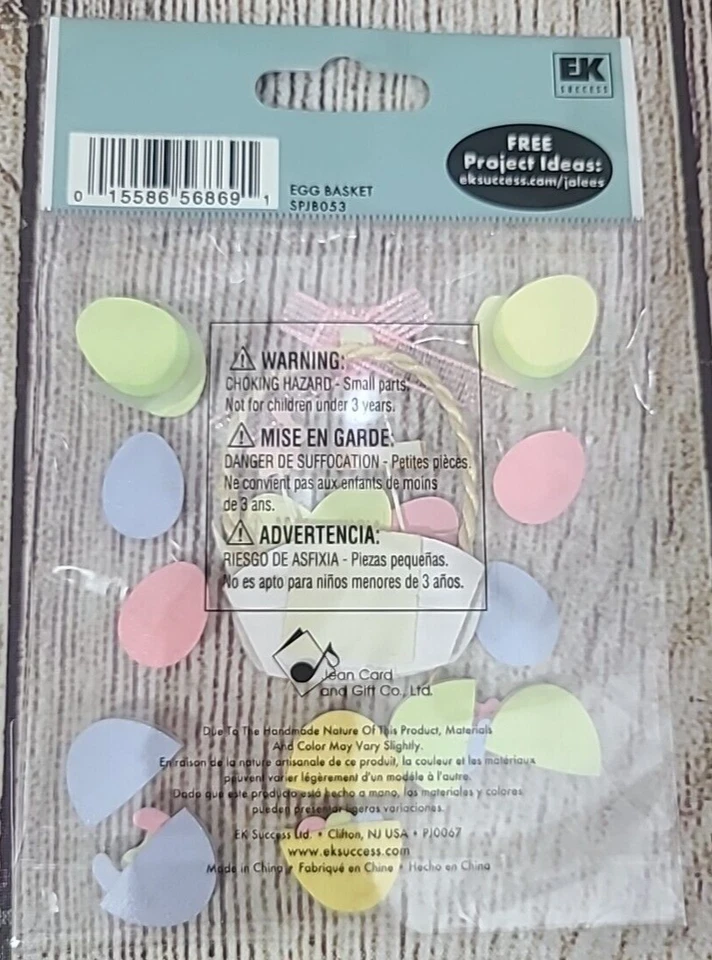 EK
SUCCESS
FREE
Project Ideas:
eksuccess.com/jolees
0 15586 56869 1
EGG BASKET
SPJB053
WARNING:
CHOKING HAZARD - Small parts.
Not for children under 3 years.
MISE EN GARDE:
DANGER DE SUFFOCATION - Petites pièces.
Ne convient pas aux enfants de moins
de 3 ans.
ADVERTENCIA:
RIESGO DE ASFIXIA - Piezas pequeñas.
No es apto para niños menores de 3 años.
Jean Card
and Gift Co., Ltd.
Due To The Handmade Nature Of This Product, Materials
And Color May Vary Slightly.
En raison de la nature artisanale de ce produit, la couleur et les matériaux
peuvent varier légèrement d'un modèle à l'autre.
Dado que este producto está hecho a mano, los materiales y colores
pueden presentar ligeras variaciones.
EK Success Ltd. • Clifton, NJ USA • PJ0067
www.eksuccess.com
Made in China • Fabriqué en Chine • Hecho en China